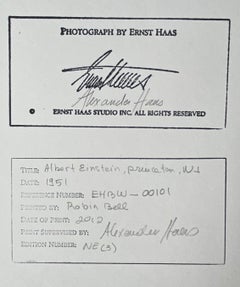 PHOTOGRAPH BY ERNST HAAS
Alexander Haas
© ERNST HAAS STUDIO INC. ALL RIGHTS RESERVED
TITLE: Albert Einstein, Princeton, NJ
DATE: 1951
REFERENCE NUMBER: EHBW-00101
PRINTED BY: Robin Bell
DATE OF PRINT: 2012
PRINT SUPERVISED BY: Alexander Haas
EDITION NUMBER: NE(3)